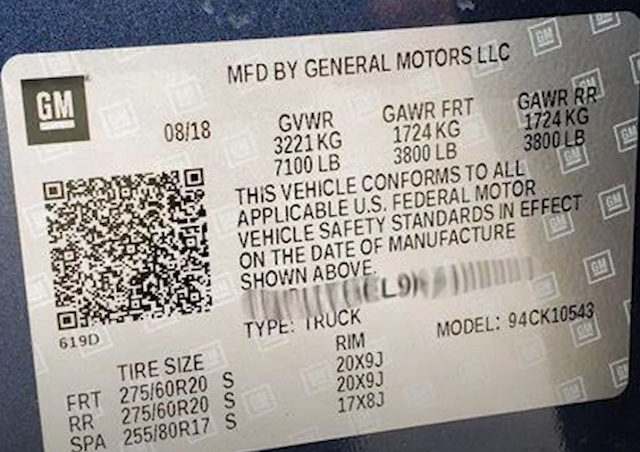 MFD BY GENERAL MOTORS LLC
GM
08/18
GVWR GAWR FRT GAWR RR
3221 KG 1724 KG 1724 KG
7100 LB 3800 LB 3800 LB
THIS VEHICLE CONFORMS TO ALL
APPLICABLE U.S. FEDERAL MOTOR
VEHICLE SAFETY STANDARDS IN EFFECT
ON THE DATE OF MANUFACTURE
SHOWN ABOVE.
619D
TYPE: TRUCK MODEL: 94CK10543
TIRE SIZE RIM
FRT 275/60R20 S 20X9J
RR 275/60R20 S 20X9J
SPA 255/80R17 S 17X8J